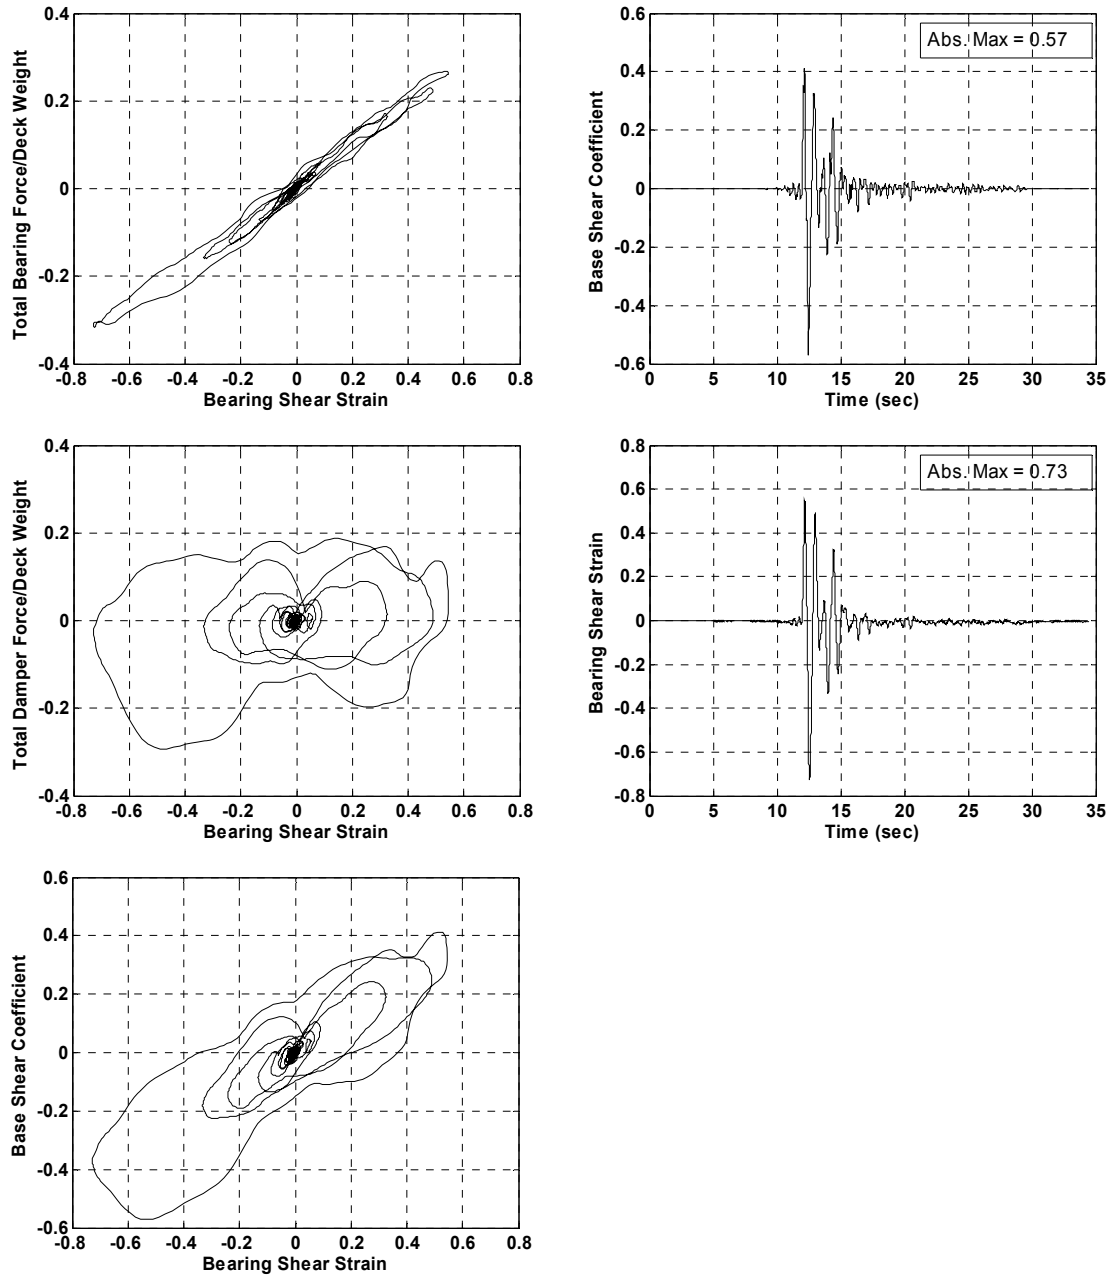 0.4
0.2
0
-0.2
-0.4
Total Bearing Force/Deck Weight
-0.8 -0.6 -0.4 -0.2 0 0.2 0.4 0.6 0.8
Bearing Shear Strain
0.6
0.4
0.2
0
-0.2
-0.4
-0.6
Base Shear Coefficient
Abs. Max = 0.57
0 5 10 15 20 25 30 35
Time (sec)
0.4
0.2
0
-0.2
-0.4
Total Damper Force/Deck Weight
-0.8 -0.6 -0.4 -0.2 0 0.2 0.4 0.6 0.8
Bearing Shear Strain
0.8
0.6
0.4
0.2
0
-0.2
-0.4
-0.6
-0.8
Bearing Shear Strain
Abs. Max = 0.73
0 5 10 15 20 25 30 35
Time (sec)
0.6
0.4
0.2
0
-0.2
-0.4
-0.6
Base Shear Coefficient
-0.8 -0.6 -0.4 -0.2 0 0.2 0.4 0.6 0.8
Bearing Shear Strain